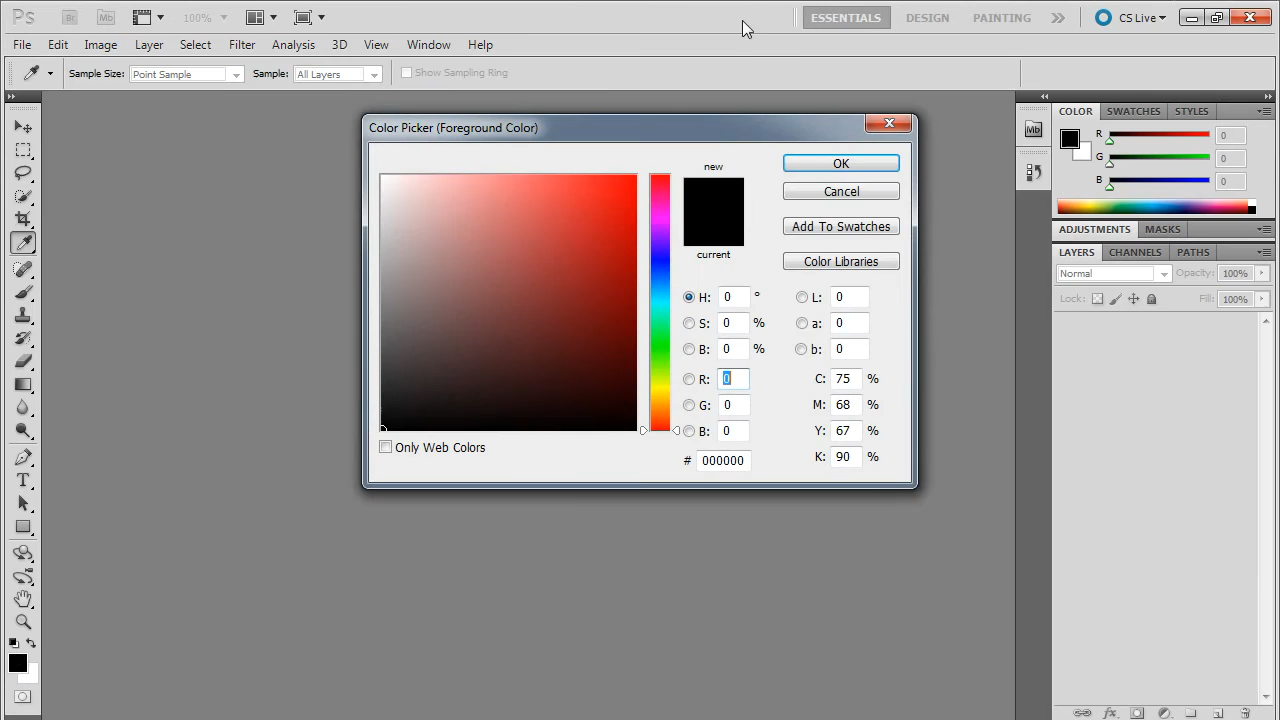 Ps Br Mb 100% ESSENTIALS DESIGN PAINTING CS Live
File Edit Image Layer Select Filter Analysis 3D View Window Help
Sample Size: Point Sample Sample: All Layers Show Sampling Ring
Color Picker (Foreground Color)
new
current
OK
Cancel
Add To Swatches
Color Libraries
H: 0 ° L: 0
S: 0 % a: 0
B: 0 % b: 0
R: 0 C: 75 %
G: 0 M: 68 %
B: 0 Y: 67 %
# 000000 K: 90 %
Only Web Colors
Mb
COLOR SWATCHES STYLES
R 0
G 0
B 0
ADJUSTMENTS MASKS
LAYERS CHANNELS PATHS
Normal Opacity: 100%
Lock: Fill: 100%
T
fx